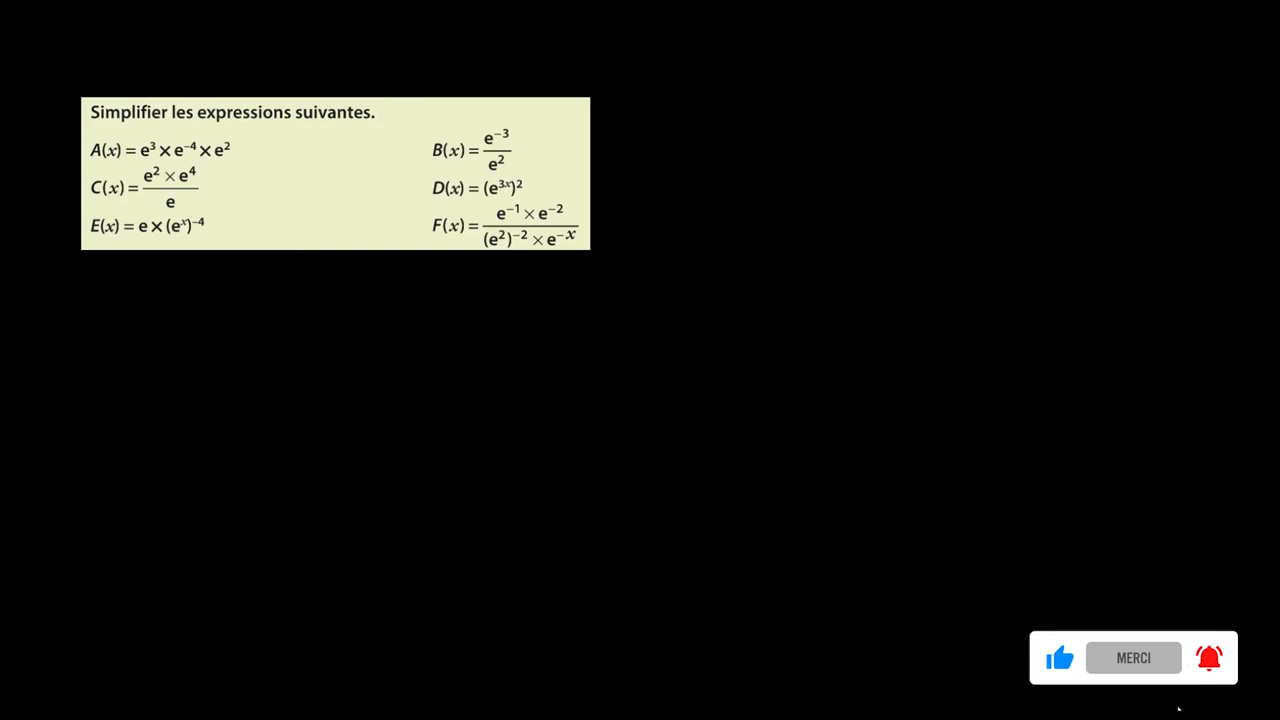 Simplifier les expressions suivantes.
A(x) = e³ × e⁻⁴ × e² B(x) = e⁻³ / e²
C(x) = (e² × e⁴) / e D(x) = (e³ˣ)²
E(x) = e × (eˣ)⁻⁴ F(x) = (e⁻¹ × e⁻²) / ((e²)⁻² × e⁻ˣ)
MERCI